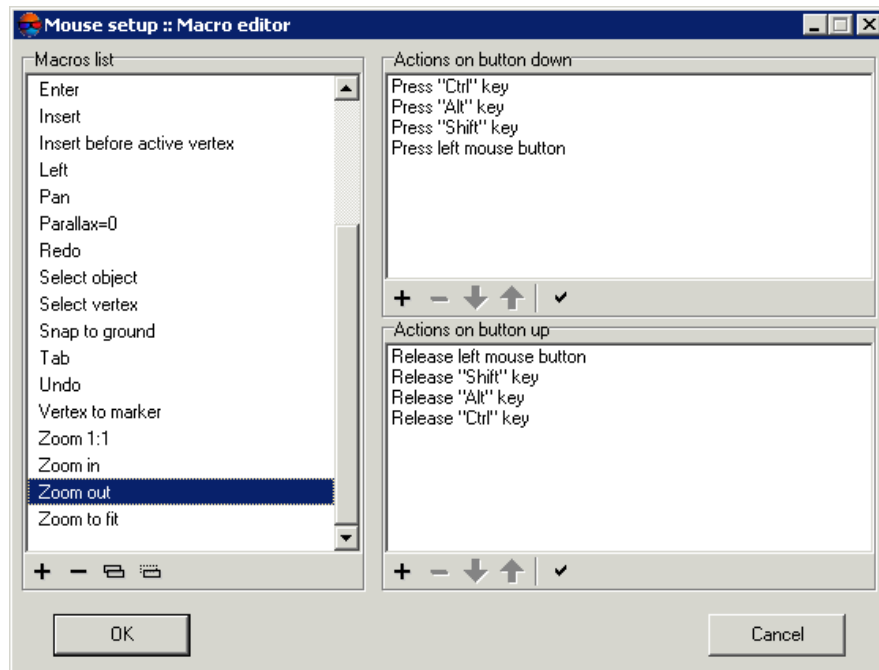 Mouse setup :: Macro editor
Macros list
Enter
Insert
Insert before active vertex
Left
Pan
Parallax=0
Redo
Select object
Select vertex
Snap to ground
Tab
Undo
Vertex to marker
Zoom 1:1
Zoom in
Zoom out
Zoom to fit
Actions on button down
Press "Ctrl" key
Press "Alt" key
Press "Shift" key
Press left mouse button
Actions on button up
Release left mouse button
Release "Shift" key
Release "Alt" key
Release "Ctrl" key
OK
Cancel